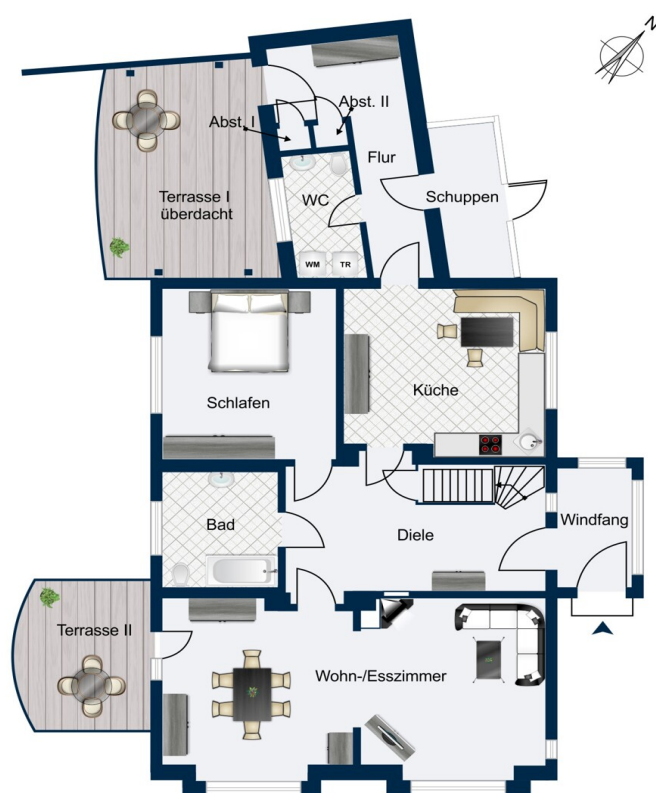 N
Abst. I
Abst. II
Flur
WC
Schuppen
Terrasse I
überdacht
WM
TR
Küche
Schlafen
Bad
Diele
Windfang
Terrasse II
Wohn-/Esszimmer